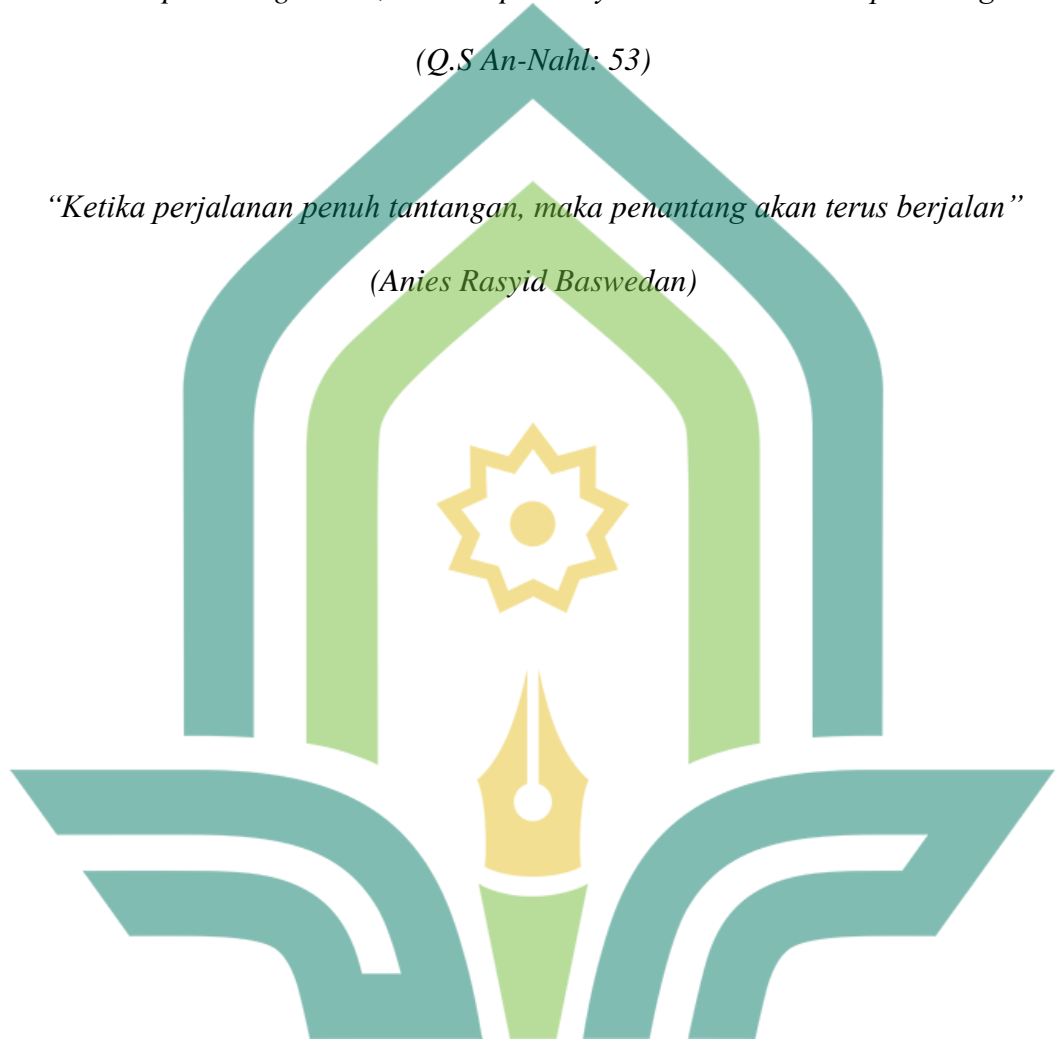 (Q.S An-Nahl: 53)
“Ketika perjalanan penuh tantangan, maka penantang akan terus berjalan”
(Anies Rasyid Baswedan)